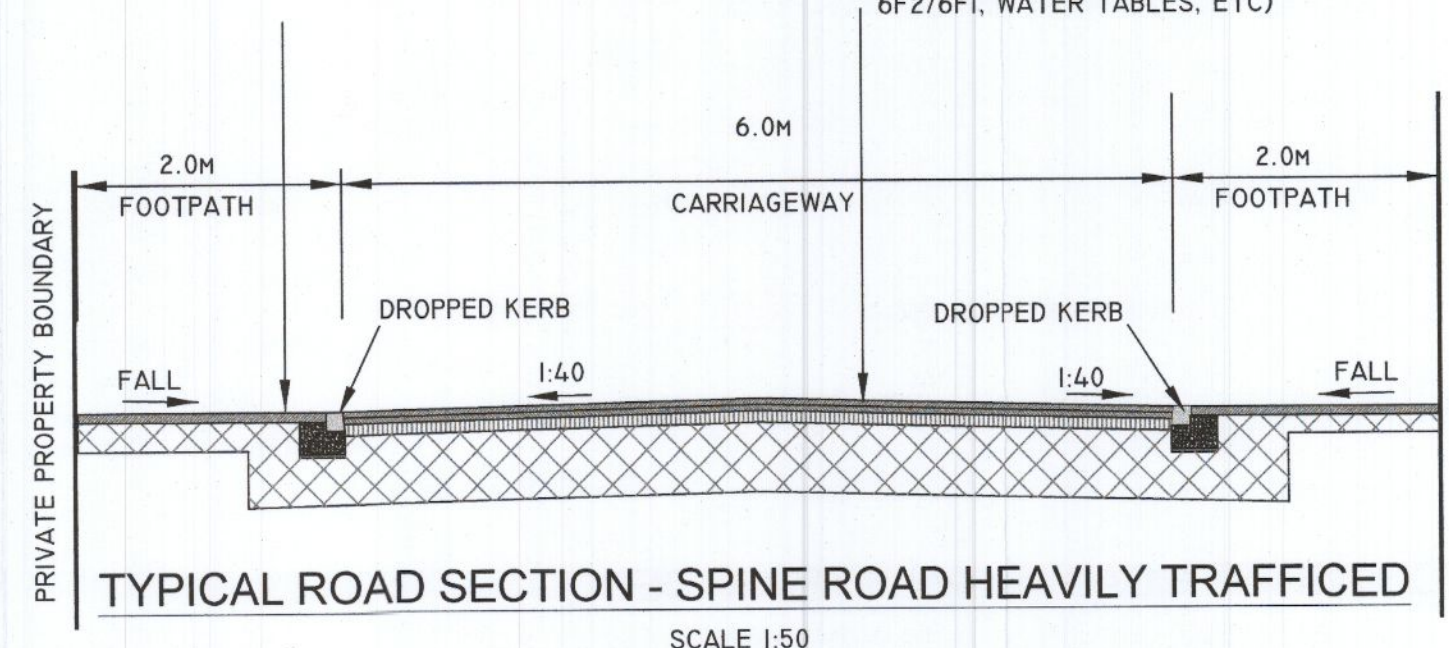 6F2/6F1, WATER TABLES, ETC)
6.0M
2.0M
2.0M
FOOTPATH
CARRIAGEWAY
FOOTPATH
PRIVATE PROPERTY BOUNDARY
DROPPED KERB
DROPPED KERB
FALL
1:40
1:40
FALL
TYPICAL ROAD SECTION - SPINE ROAD HEAVILY TRAFFICED
SCALE 1:50